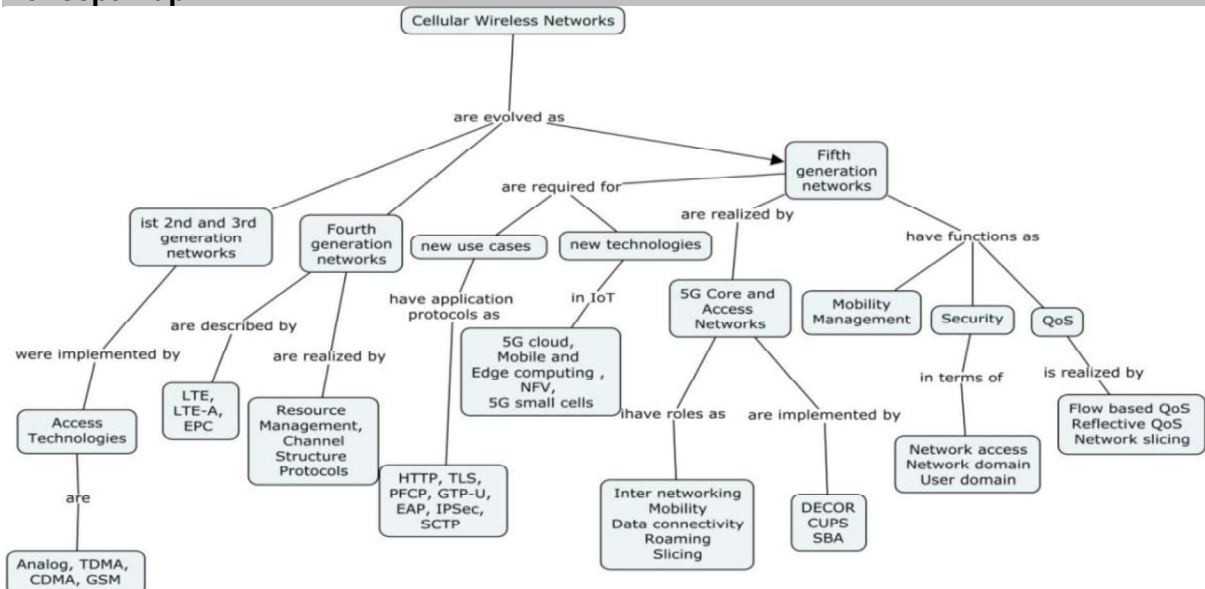 Cellular Wireless Networks
are evolved as
Fifth
generation
networks
are required for
are realized by
have functions as
ist 2nd and 3rd
generation
networks
Fourth
generation
networks
new use cases
new technologies
5G Core and
Access
Networks
Mobility
Management
Security
QoS
were implemented by
are described by
are realized by
have application
protocols as
in IoT
5G cloud,
Mobile and
Edge computing ,
NFV,
5G small cells
ihave roles as
are implemented by
in terms of
is realized by
Access
Technologies
LTE,
LTE-A,
EPC
Resource
Management,
Channel
Structure
Protocols
Flow based QoS
Reflective QoS
Network slicing
Network access
Network domain
User domain
are
HTTP, TLS,
PFCP, GTP-U,
EAP, IPSec,
SCTP
Inter networking
Mobility
Data connectivity
Roaming
Slicing
DECOR
CUPS
SBA
Analog, TDMA,
CDMA, GSM